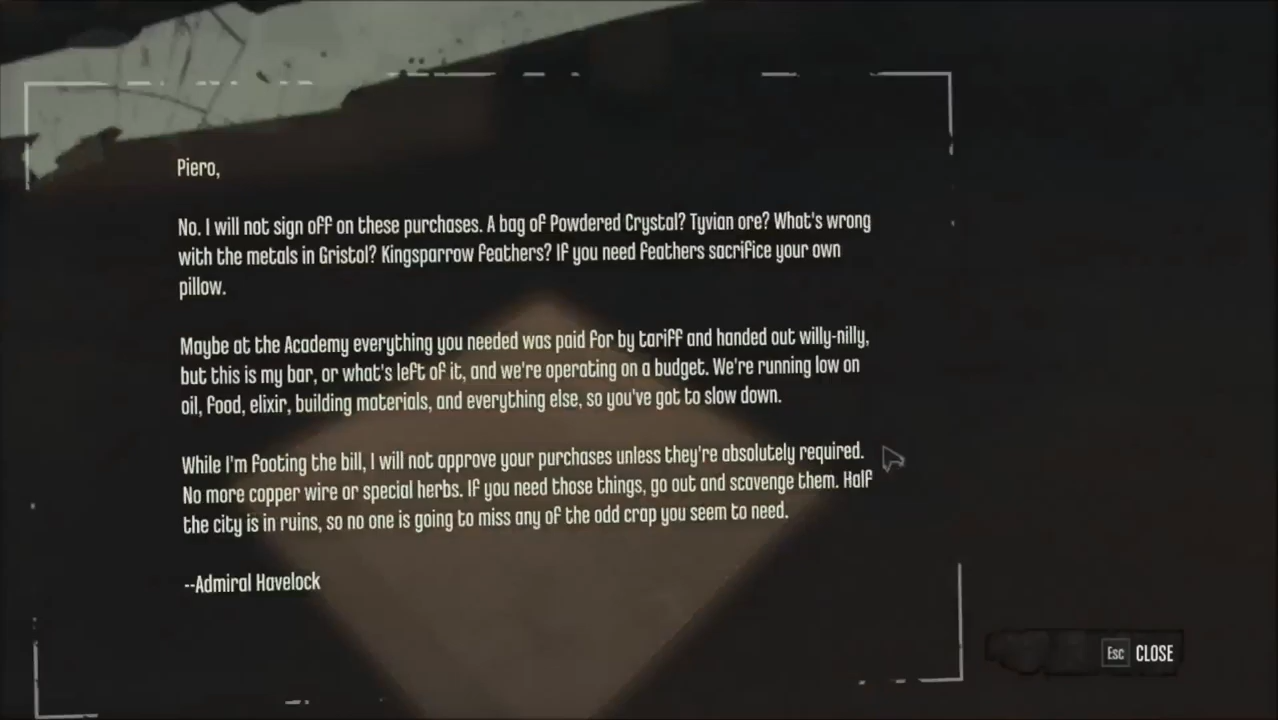 Piero,
No. I will not sign off on these purchases. A bag of Powdered Crystal? Tyvian ore? What's wrong
with the metals in Gristol? Kingsparrow feathers? If you need feathers sacrifice your own
pillow.
Maybe at the Academy everything you needed was paid for by tariff and handed out willy-nilly,
but this is my bar, or what's left of it, and we're operating on a budget. We're running low on
oil, food, elixir, building materials, and everything else, so you've got to slow down.
While I'm footing the bill, I will not approve your purchases unless they're absolutely required.
No more copper wire or special herbs. If you need those things, go out and scavenge them. Half
the city is in ruins, so no one is going to miss any of the odd crap you seem to need.
--Admiral Havelock
Esc CLOSE